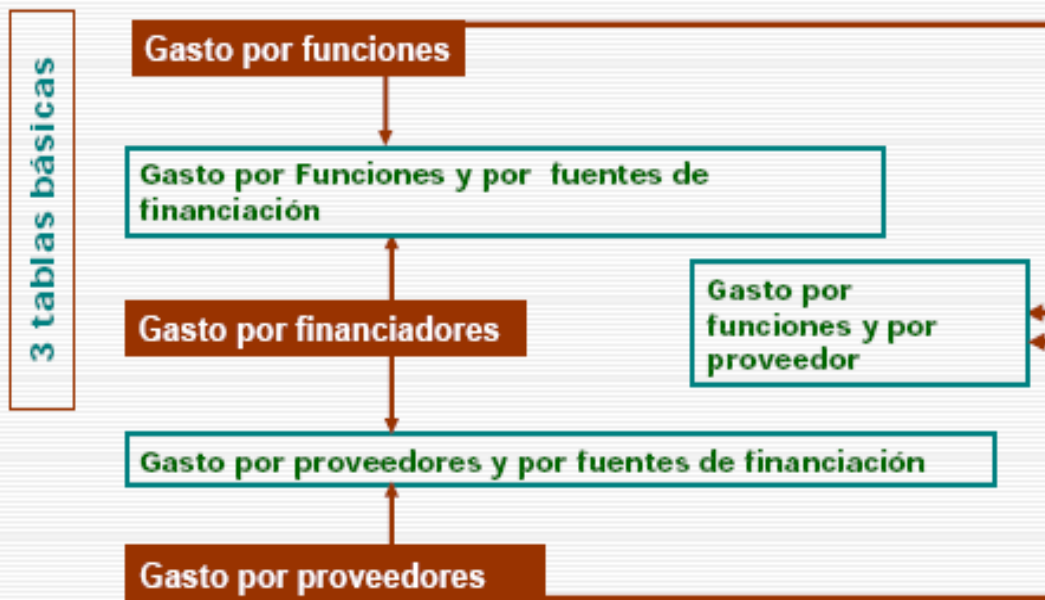 3 tablas básicas
Gasto por funciones
Gasto por Funciones y por fuentes de
financiación
Gasto por financiadores
Gasto por
funciones y por
proveedor
Gasto por proveedores y por fuentes de financiación
Gasto por proveedores